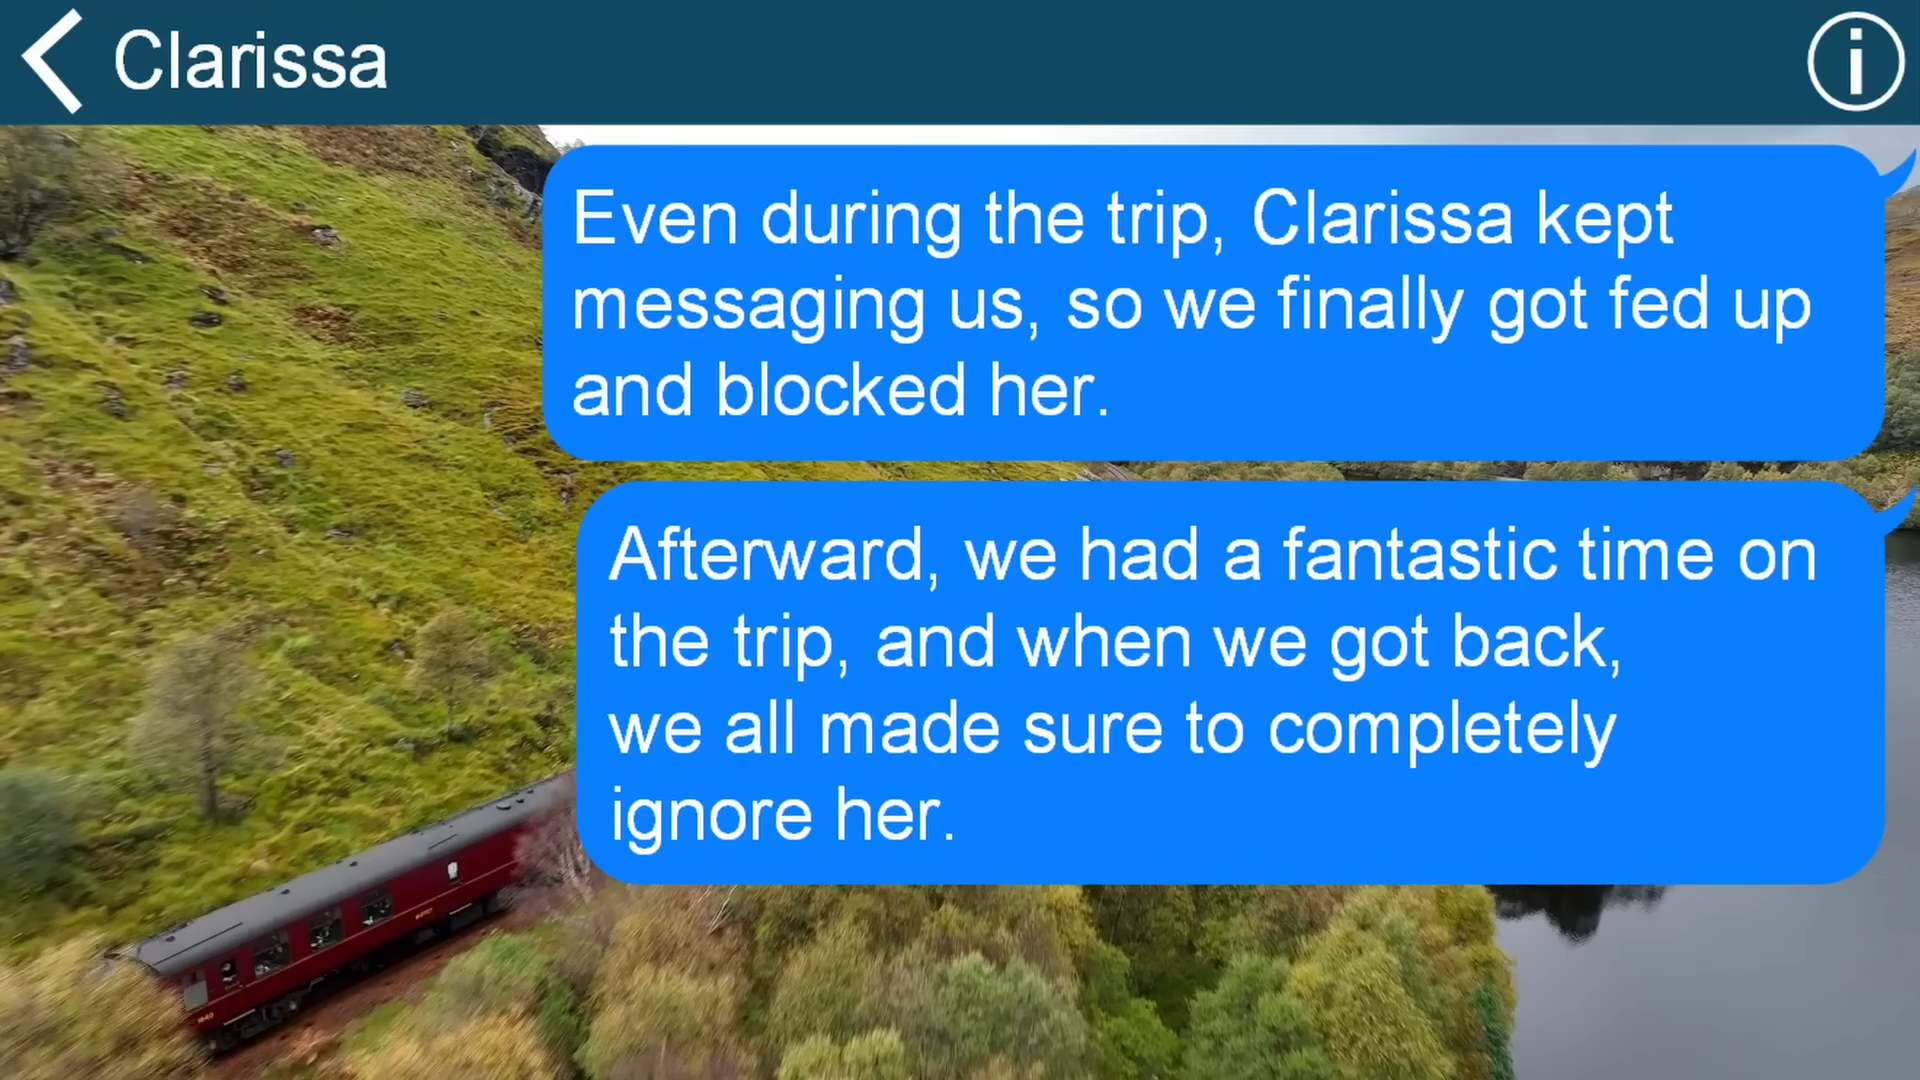 Clarissa
i
Even during the trip, Clarissa kept
messaging us, so we finally got fed up
and blocked her.
Afterward, we had a fantastic time on
the trip, and when we got back,
we all made sure to completely
ignore her.